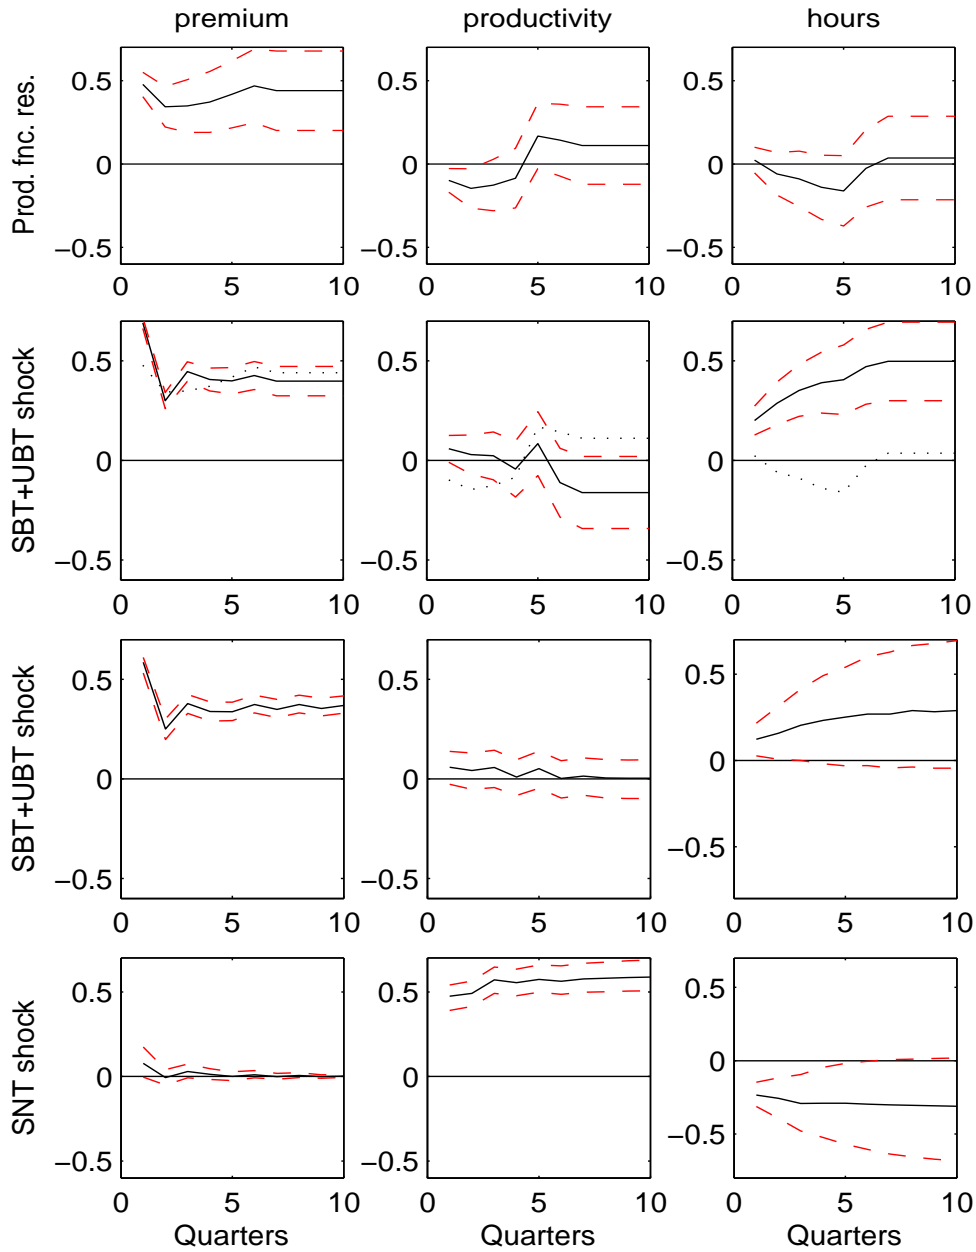 premium productivity hours
Prod. fnc. res.
0.5 0.5 0.5
0 0 0
−0.5 −0.5 −0.5
0 5 10 0 5 10 0 5 10
SBT+UBT shock
0.5 0.5 0.5
0 0 0
−0.5 −0.5 −0.5
0 5 10 0 5 10 0 5 10
SBT+UBT shock
0.5 0.5 0.5
0 0 0
−0.5 −0.5 −0.5
0 5 10 0 5 10 0 5 10
SNT shock
0.5 0.5 0.5
0 0 0
−0.5 −0.5 −0.5
0 5 10 0 5 10 0 5 10
Quarters Quarters Quarters